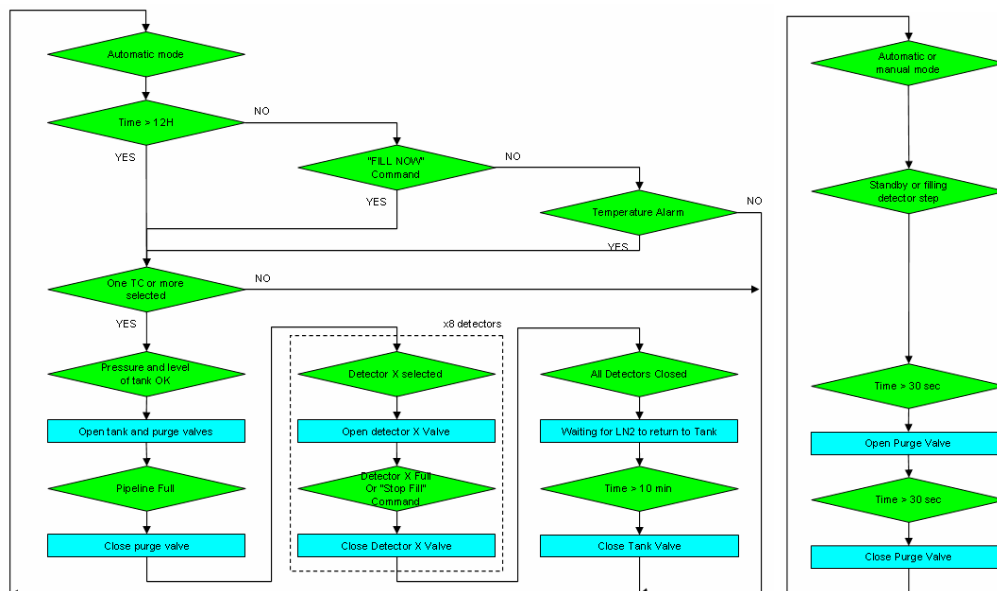 Automatic mode
Time > 12H
NO
YES
"FILL NOW"
Command
NO
YES
Temperature Alarm
NO
YES
One TC or more
selected
NO
YES
Pressure and level
of tank OK
Open tank and purge valves
Pipeline Full
Close purge valve
x8 detectors
Detector X selected
Open detector X Valve
Detector X Full
Or "Stop Fill"
Command
Close Detector X Valve
All Detectors Closed
Waiting for LN2 to return to Tank
Time > 10 min
Close Tank Valve
Automatic or
manual mode
Standby or filling
detector step
Time > 30 sec
Open Purge Valve
Time > 30 sec
Close Purge Valve